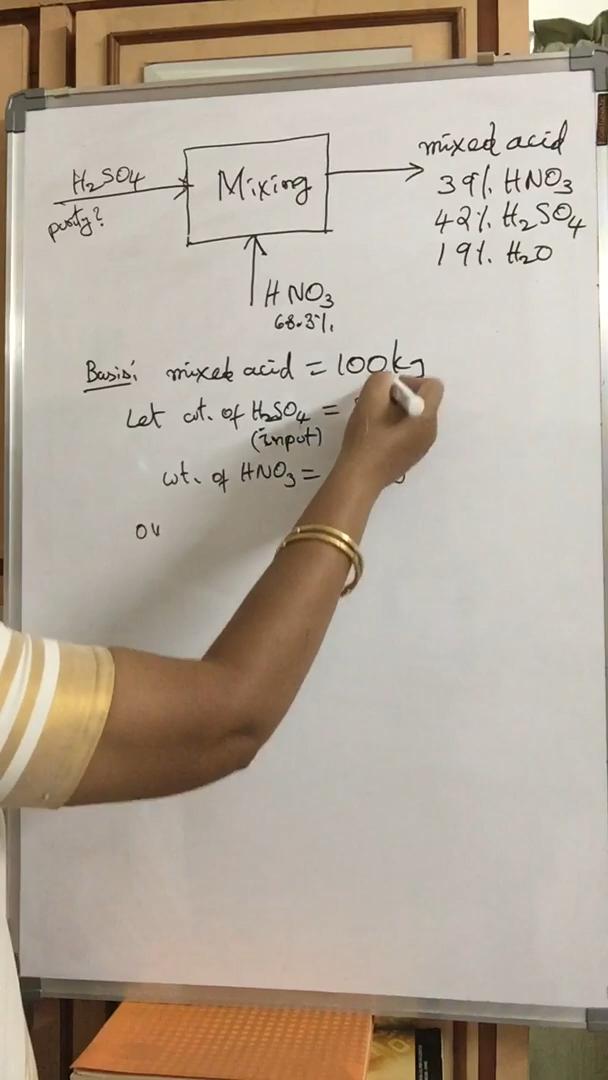 mixed acid
H₂SO₄
Mixing
39% HNO₃
purity?
42% H₂SO₄
19% H₂O
HNO₃
68.3%
Basis: mixed acid = 100kg
Let wt. of H₂SO₄ =
(input)
wt. of HNO₃ =